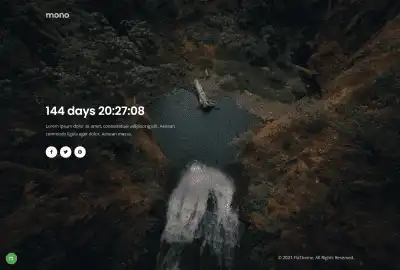 mono
144 days 20:27:08
Lorem ipsum dolor sit amet, consectetuer adipiscing elit. Aenean
commodo ligula eget dolor. Aenean massa.
© 2021 FlaTheme. All Rights Reserved.